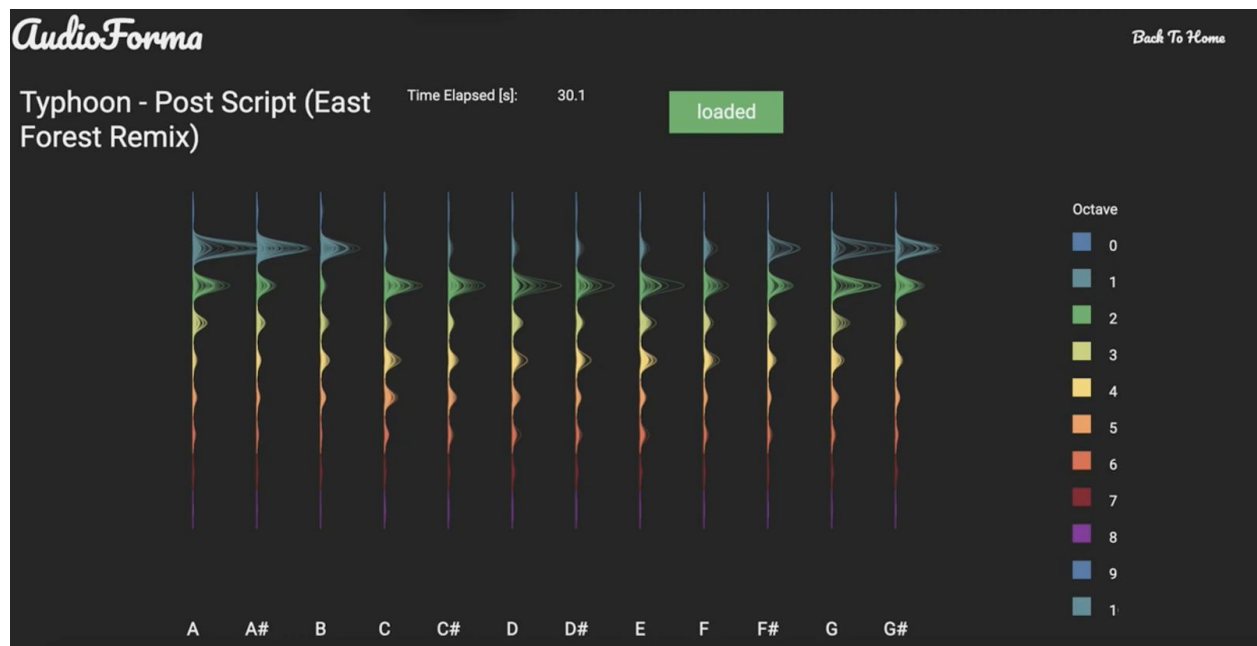 AudioForma
Back To Home
Typhoon - Post Script (East
Forest Remix)
Time Elapsed [s]: 30.1
loaded
Octave
0
1
2
3
4
5
6
7
8
9
A A# B C C# D D# E F F# G G#